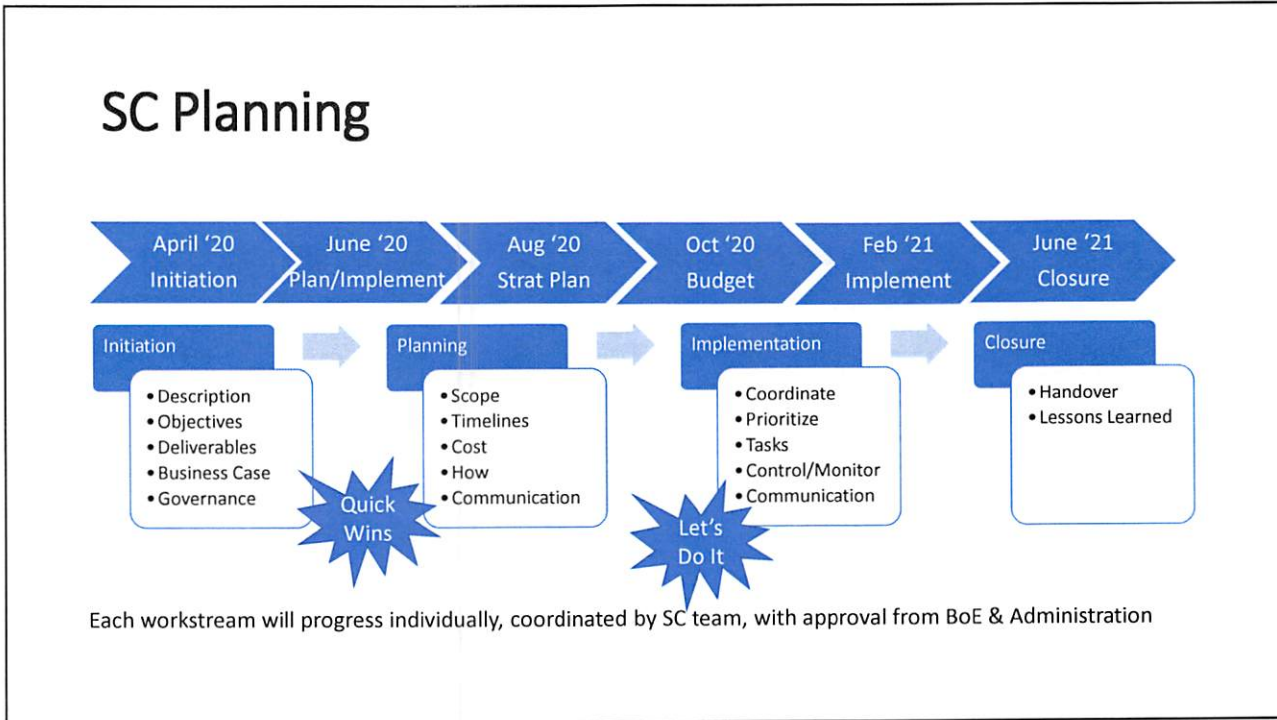 SC Planning
April '20
Initiation
June '20
Plan/Implement
Aug '20
Strat Plan
Oct '20
Budget
Feb '21
Implement
June '21
Closure
Initiation
• Description
• Objectives
• Deliverables
• Business Case
• Governance
Quick
Wins
Planning
• Scope
• Timelines
• Cost
• How
• Communication
Implementation
• Coordinate
• Prioritize
• Tasks
• Control/Monitor
• Communication
Let's
Do It
Closure
• Handover
• Lessons Learned
Each workstream will progress individually, coordinated by SC team, with approval from BoE & Administration